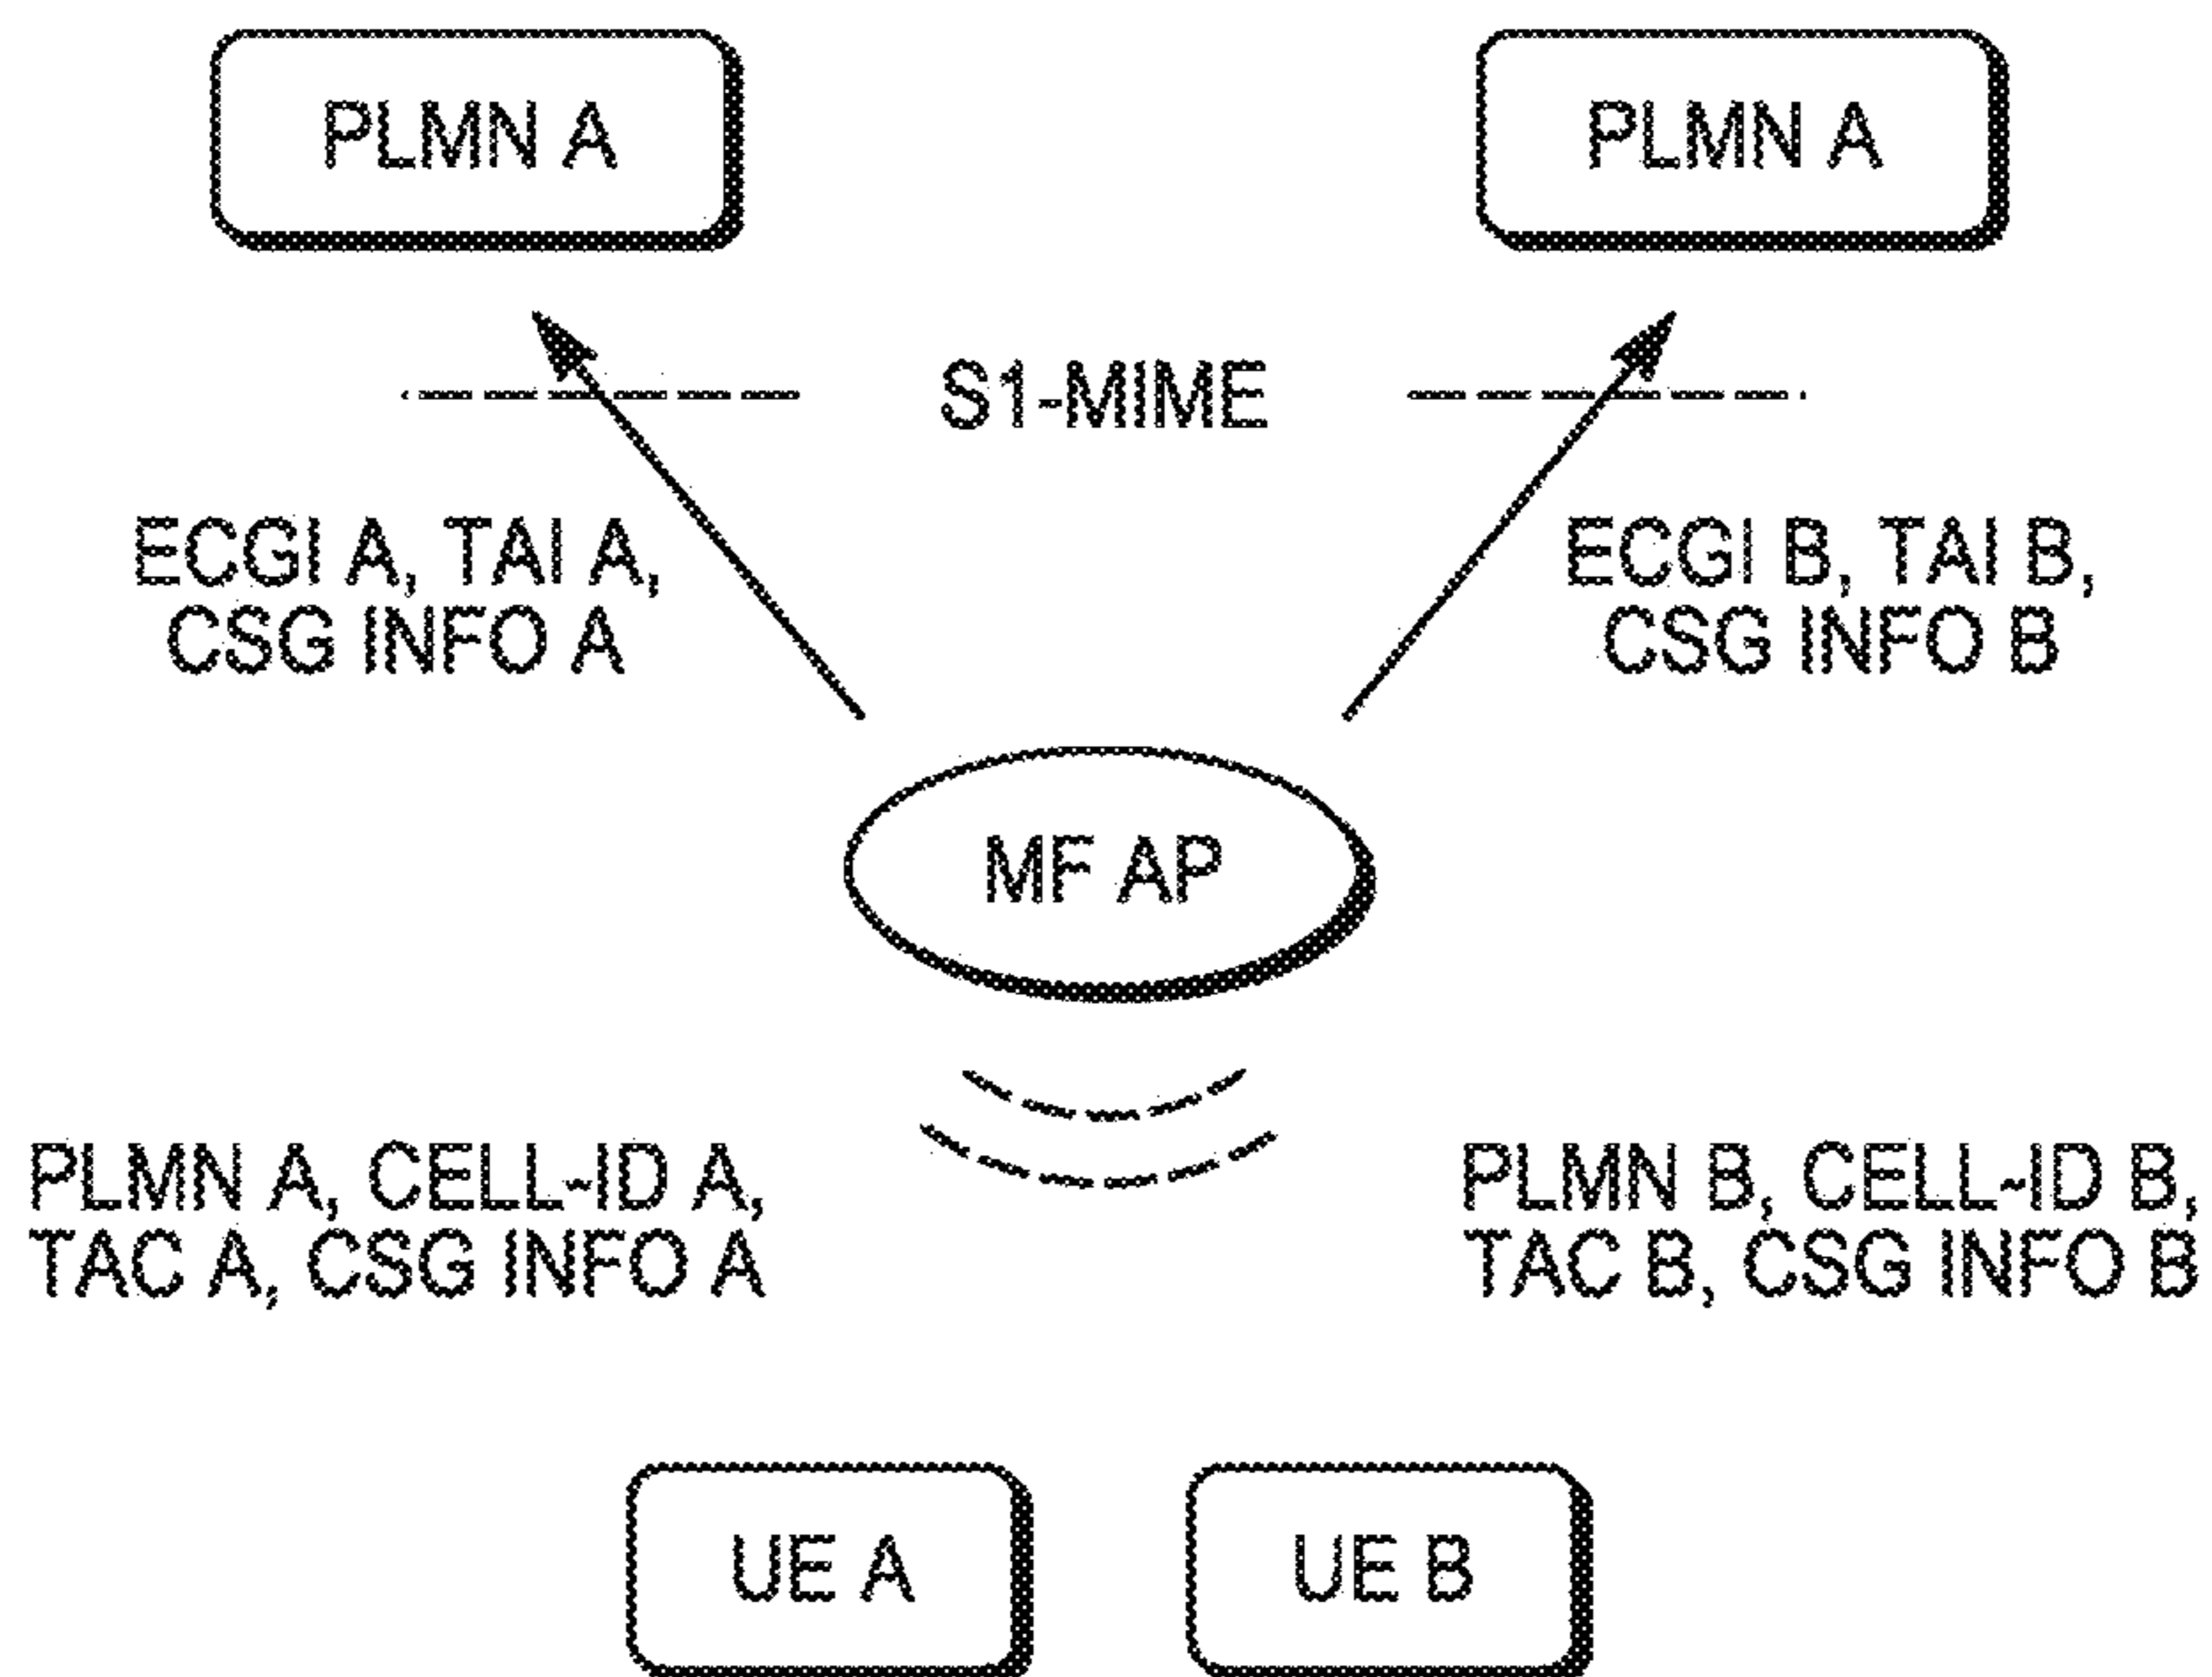 PLMN A
PLMN A
S1-MIME
ECGI A, TAI A,
CSG INFO A
ECGI B, TAI B,
CSG INFO B
MF AP
PLMN A, CELL-ID A,
TAC A, CSG INFO A
PLMN B, CELL-ID B,
TAC B, CSG INFO B
UE A
UE B